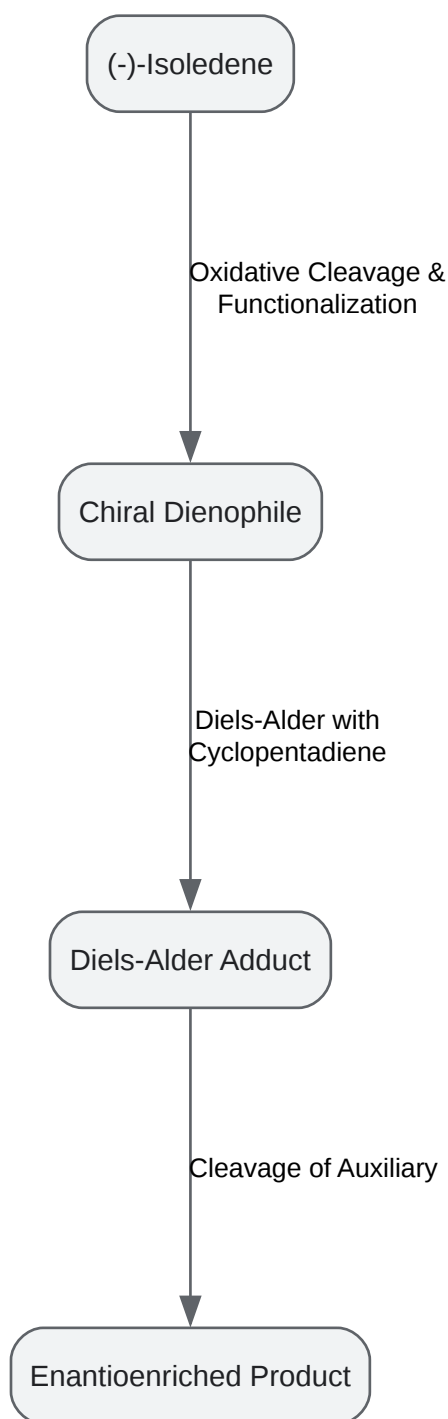 (-)-Isoledene
Oxidative Cleavage &
Functionalization
Chiral Dienophile
Diels-Alder with
Cyclopentadiene
Diels-Alder Adduct
Cleavage of Auxiliary
Enantioenriched Product